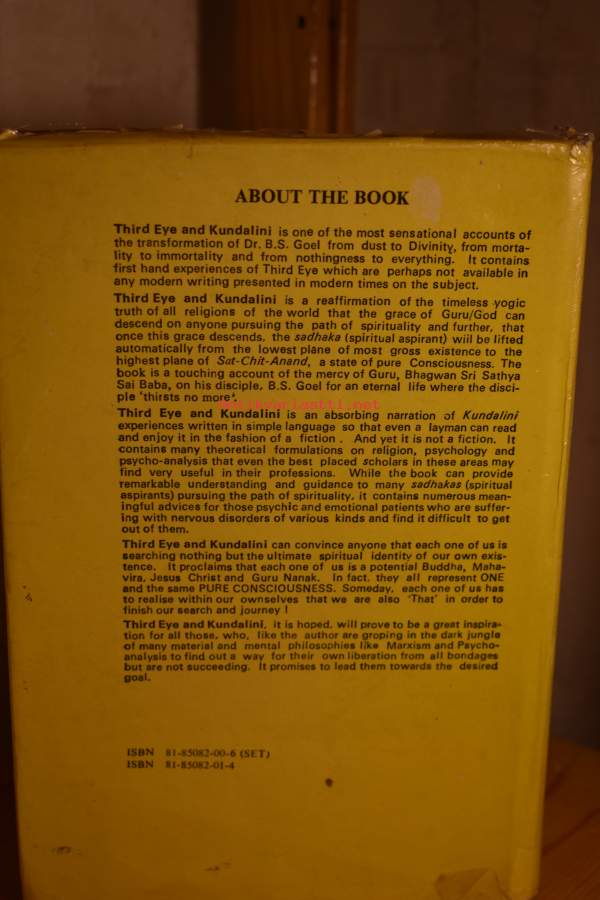 ABOUT THE BOOK
Third Eye and Kundalini is one of the most sensational accounts of
the transformation of Dr. B.S. Goel from dust to Divinity, from morta-
lity to immortality and from nothingness to everything. It contains
first hand experiences of Third Eye which are perhaps not available in
any modern writing presented in modern times on the subject.
Third Eye and Kundalini is a reaffirmation of the timeless yogic
truth of all religions of the world that the grace of Guru/God can
descend on anyone pursuing the path of spirituality and further, that
once this grace descends, the sadhaka (spiritual aspirant) will be lifted
automatically from the lowest plane of most gross existence to the
highest plane of Sat-Chit-Anand, a state of pure Consciousness. The
book is a touching account of the mercy of Guru, Bhagwan Sri Sathya
Sai Baba, on his disciple, B.S. Goel for an eternal life where the disci-
ple 'thirsts no more'.
Third Eye and Kundalini is an absorbing narration of Kundalini
experiences written in simple language so that even a layman can read
and enjoy it in the fashion of a fiction . And yet it is not a fiction. It
contains many theoretical formulations on religion, psychology and
psycho-analysis that even the best placed scholars in these areas may
find very useful in their professions. While the book can provide
remarkable understanding and guidance to many sadhakas (spiritual
aspirants) pursuing the path of spirituality, it contains numerous mean-
ingful advices for those psychic and emotional patients who are suffer-
ing with nervous disorders of various kinds and find it difficult to get
out of them.
Third Eye and Kundalini can convince anyone that each one of us is
searching nothing but the ultimate spiritual identity of our own exis-
tence. It proclaims that each one of us is a potential Buddha, Maha-
vira, Jesus Christ and Guru Nanak. In fact, they all represent ONE
and the same PURE CONSCIOUSNESS. Someday, each one of us has
to realise within our ownselves that we are also 'That' in order to
finish our search and journey !
Third Eye and Kundalini, it is hoped, will prove to be a great inspira-
tion for all those, who, like the author are groping in the dark jungle
of many material and mental philosophies like Marxism and Psycho-
analysis to find out a way for their own liberation from all bondages
but are not succeeding. It promises to lead them towards the desired
goal.
ISBN 81-85082-00-6 (SET)
ISBN 81-85082-01-4